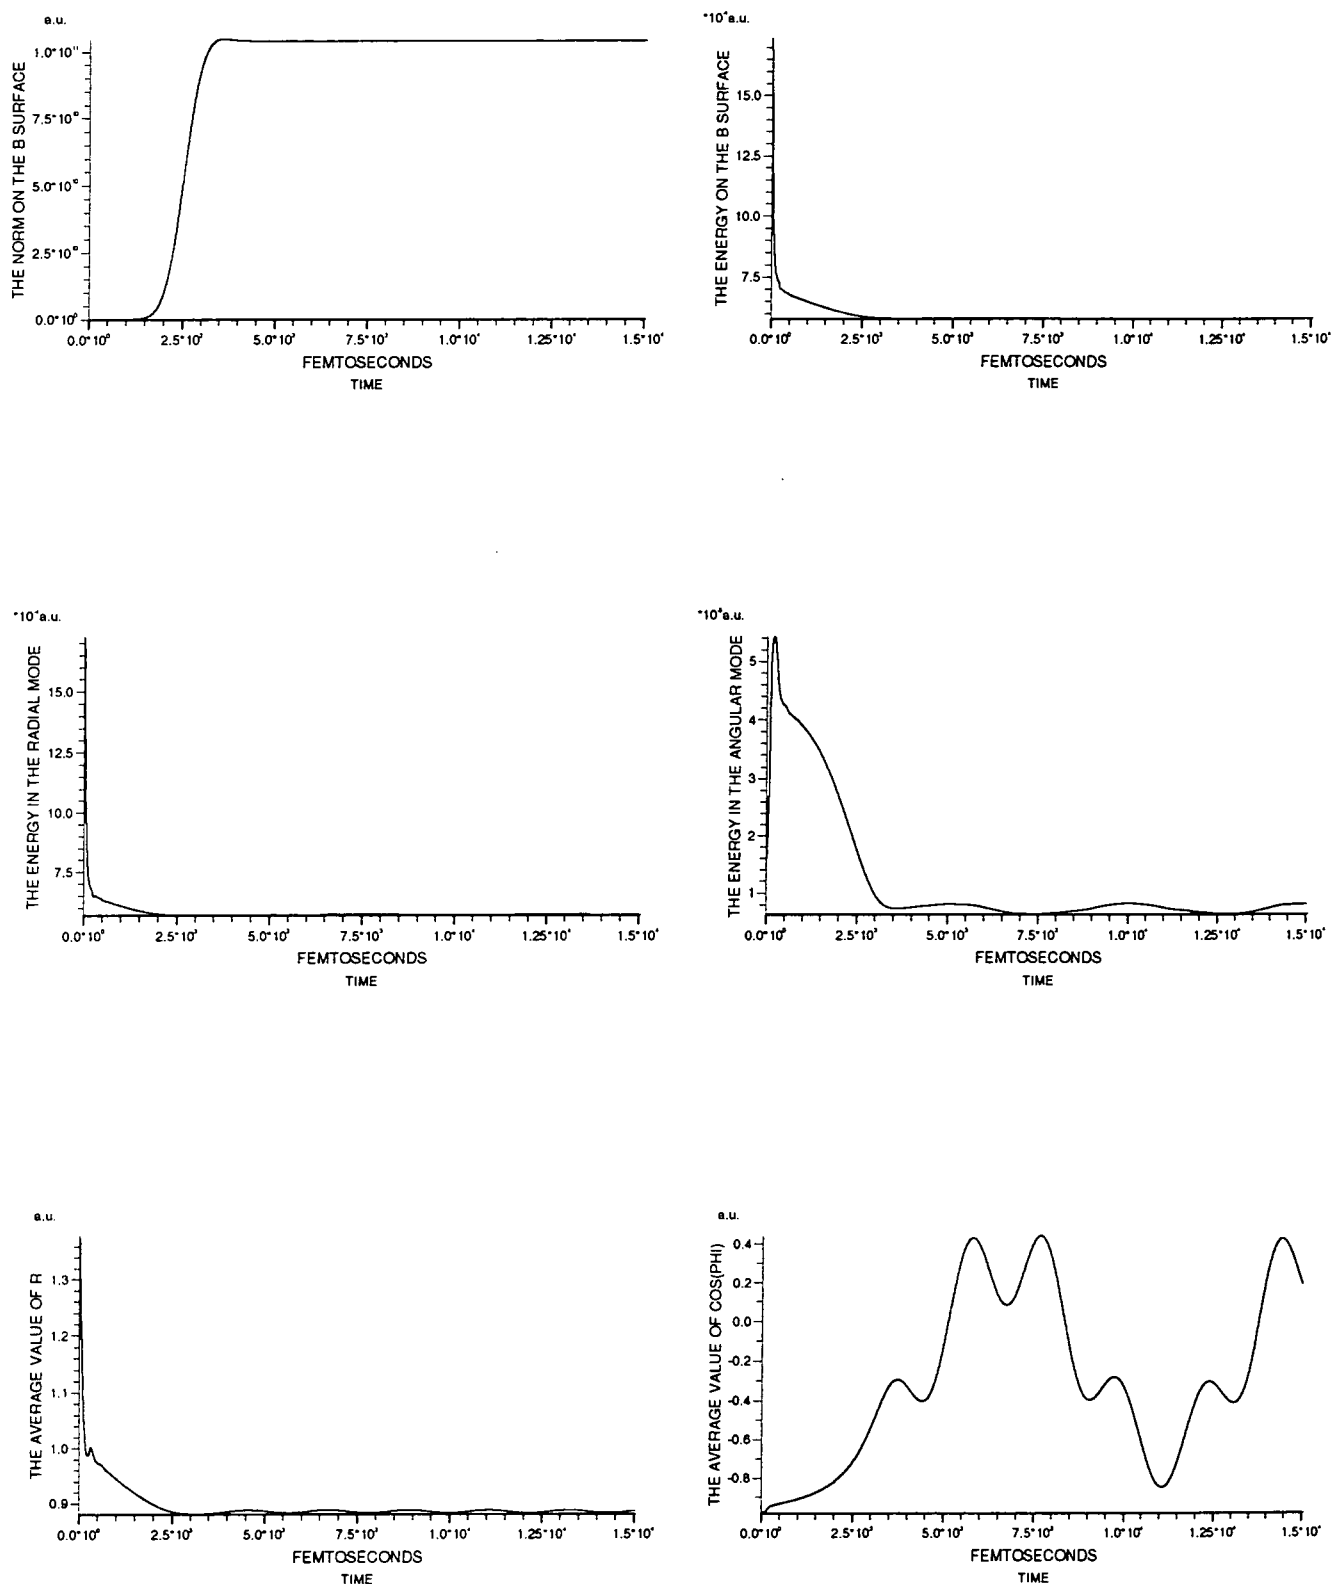 a.u.
THE NORM ON THE B SURFACE
1.0*10¹¹
7.5*10¹⁰
5.0*10¹⁰
2.5*10¹⁰
0.0*10⁰
0.0*10⁰ 2.5*10³ 5.0*10³ 7.5*10³ 1.0*10⁴ 1.25*10⁴ 1.5*10⁴
FEMTOSECONDS
TIME
*10⁻⁴a.u.
THE ENERGY ON THE B SURFACE
15.0
12.5
10.0
7.5
0.0*10⁰ 2.5*10³ 5.0*10³ 7.5*10³ 1.0*10⁴ 1.25*10⁴ 1.5*10⁴
FEMTOSECONDS
TIME
*10⁻⁴a.u.
THE ENERGY IN THE RADIAL MODE
15.0
12.5
10.0
7.5
0.0*10⁰ 2.5*10³ 5.0*10³ 7.5*10³ 1.0*10⁴ 1.25*10⁴ 1.5*10⁴
FEMTOSECONDS
TIME
THE ENERGY IN THE ANGULAR MODE
5
4
3
2
1
0.0*10⁰ 2.5*10³ 5.0*10³ 7.5*10³ 1.0*10⁴ 1.25*10⁴ 1.5*10⁴
FEMTOSECONDS
TIME
a.u.
THE AVERAGE VALUE OF R
1.3
1.2
1.1
1.0
0.9
0.0*10⁰ 2.5*10³ 5.0*10³ 7.5*10³ 1.0*10⁴ 1.25*10⁴ 1.5*10⁴
FEMTOSECONDS
TIME
a.u.
THE AVERAGE VALUE OF COS(PHI)
0.4
0.2
0.0
-0.2
-0.4
-0.6
-0.8
0.0*10⁰ 2.5*10³ 5.0*10³ 7.5*10³ 1.0*10⁴ 1.25*10⁴ 1.5*10⁴
FEMTOSECONDS
TIME